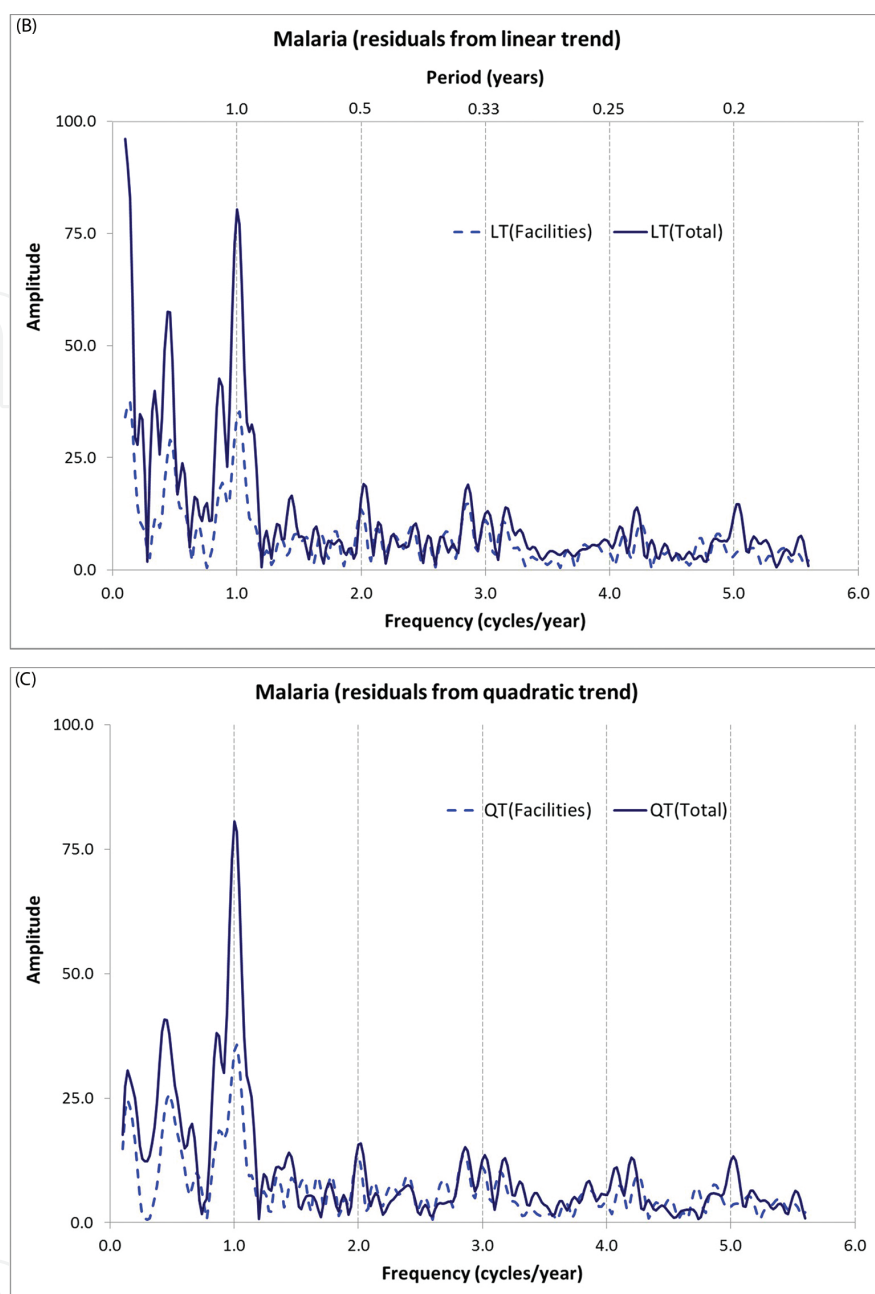 (B)
Malaria (residuals from linear trend)
Period (years)
1.0 0.5 0.33 0.25 0.2
100.0
75.0
LT(Facilities) LT(Total)
Amplitude
50.0
25.0
0.0
0.0 1.0 2.0 3.0 4.0 5.0 6.0
Frequency (cycles/year)
(C)
Malaria (residuals from quadratic trend)
100.0
QT(Facilities) QT(Total)
75.0
Amplitude
50.0
25.0
0.0
0.0 1.0 2.0 3.0 4.0 5.0 6.0
Frequency (cycles/year)